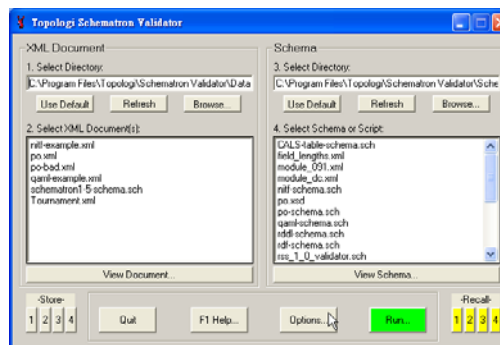 Topologi Schematron Validator
XML Document
1. Select Directory:
C:\Program Files\Topologi\Schematron Validator\Data
Use Default Refresh Browse...
2. Select XML Document(s):
nitf-example.xml
po.xml
po-bad.xml
qaml-example.xml
schematron1-5-schema.sch
Tournament.xml
View Document...
Schema
3. Select Directory:
C:\Program Files\Topologi\Schematron Validator\Sche
Use Default Refresh Browse...
4. Select Schema or Script:
CALS-table-schema.sch
field_lengths.xml
module_091.xml
module_dc.xml
nitf-schema.sch
po.xsd
po-schema.sch
qaml-schema.sch
rddl-schema.sch
rdf-schema.sch
rss_1_0_validator.sch
View Schema...
-Store-
1 2 3 4
Quit
F1 Help...
Options...
Run...
-Recall-
1 2 3 4